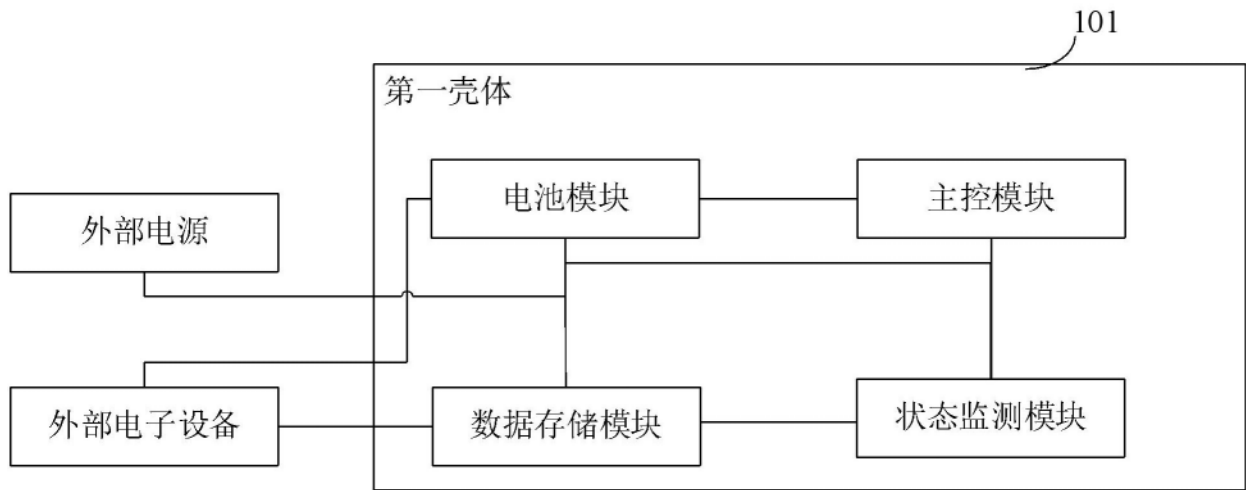 101
第一壳体
电池模块
主控模块
外部电源
外部电子设备
数据存储模块
状态监测模块